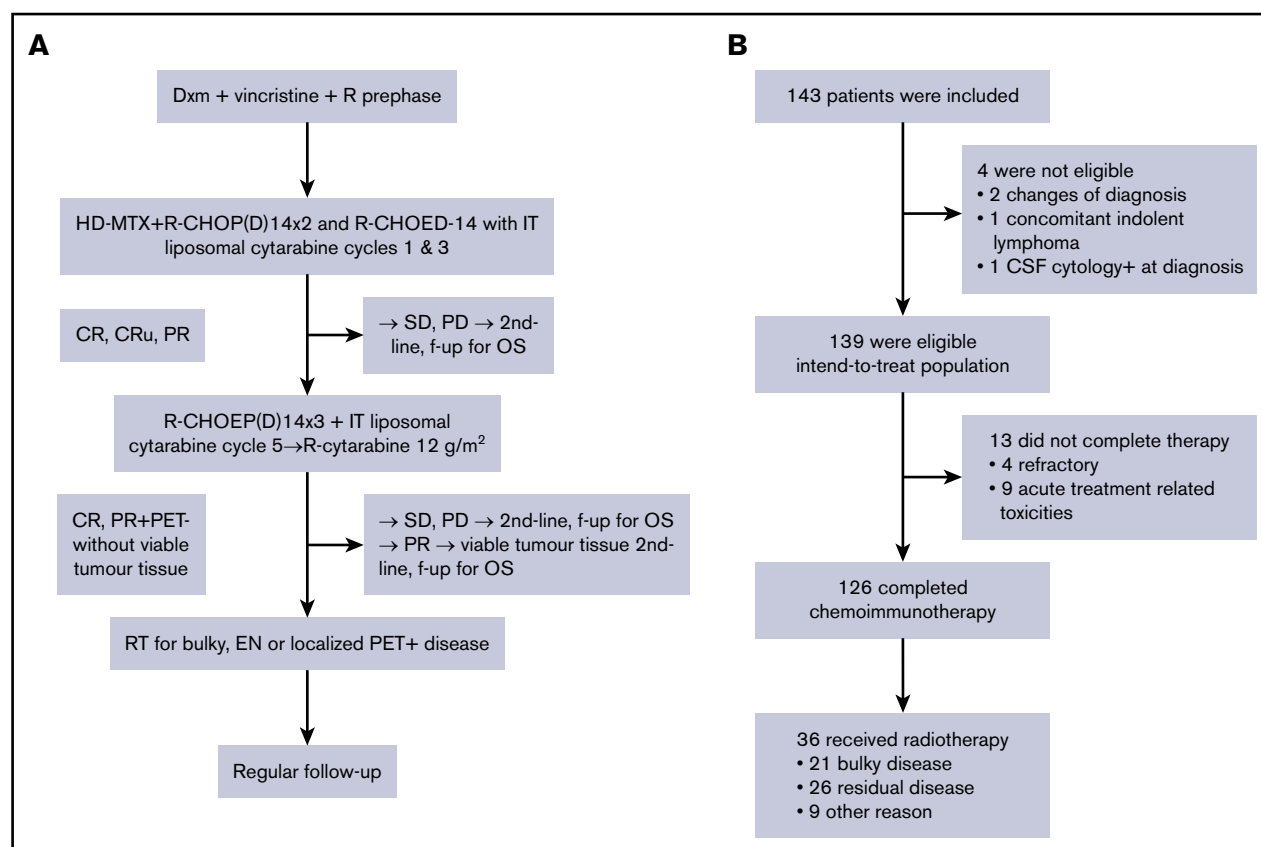 A
Dxm + vincristine + R prephase
HD-MTX+R-CHOP(D)14x2 and R-CHOED-14 with IT
liposomal cytarabine cycles 1 & 3
CR, CRu, PR
→ SD, PD → 2nd-
line, f-up for OS
R-CHOEP(D)14x3 + IT liposomal
cytarabine cycle 5→R-cytarabine 12 g/m²
CR, PR+PET-
without viable
tumour tissue
→ SD, PD → 2nd-line, f-up for OS
→ PR → viable tumour tissue 2nd-
line, f-up for OS
RT for bulky, EN or localized PET+ disease
Regular follow-up
B
143 patients were included
4 were not eligible
• 2 changes of diagnosis
• 1 concomitant indolent
lymphoma
• 1 CSF cytology+ at diagnosis
139 were eligible
intend-to-treat population
13 did not complete therapy
• 4 refractory
• 9 acute treatment related
toxicities
126 completed
chemoimmunotherapy
36 received radiotherapy
• 21 bulky disease
• 26 residual disease
• 9 other reason